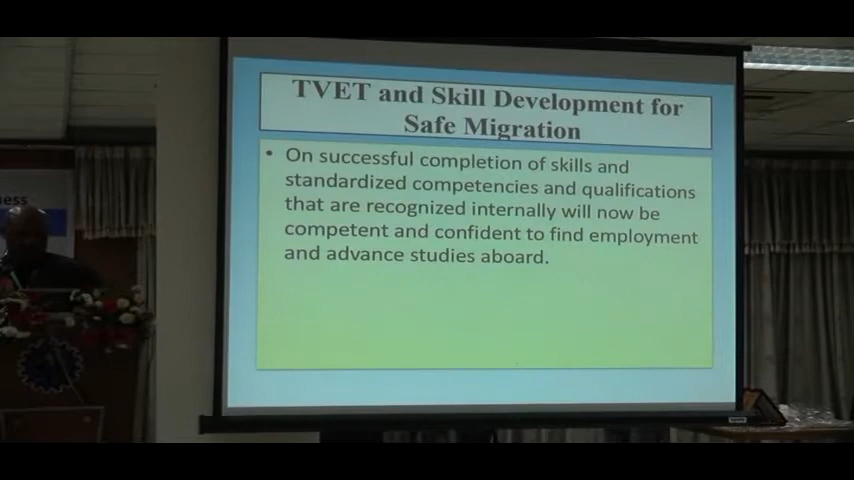 TVET and Skill Development for
Safe Migration
• On successful completion of skills and
standardized competencies and qualifications
that are recognized internally will now be
competent and confident to find employment
and advance studies aboard.
ness